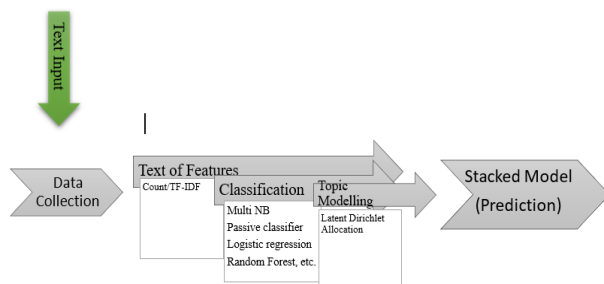 Text Input
Data
Collection
Text of Features
Count/TF-IDF
Classification
Multi NB
Passive classifier
Logistic regression
Random Forest, etc.
Topic
Modelling
Latent Dirichlet
Allocation
Stacked Model
(Prediction)